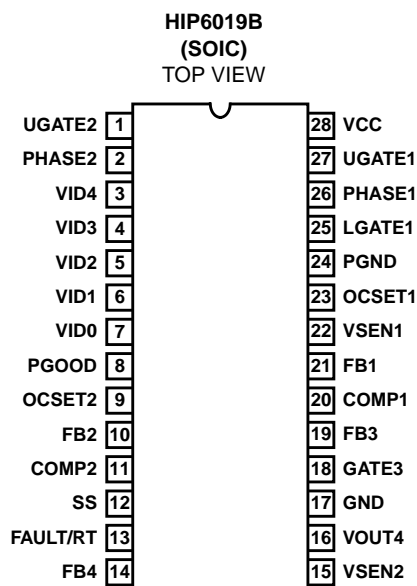 HIP6019B
(SOIC)
TOP VIEW
UGATE2 1 28 VCC
PHASE2 2 27 UGATE1
VID4 3 26 PHASE1
VID3 4 25 LGATE1
VID2 5 24 PGND
VID1 6 23 OCSET1
VID0 7 22 VSEN1
PGOOD 8 21 FB1
OCSET2 9 20 COMP1
FB2 10 19 FB3
COMP2 11 18 GATE3
SS 12 17 GND
FAULT/RT 13 16 VOUT4
FB4 14 15 VSEN2